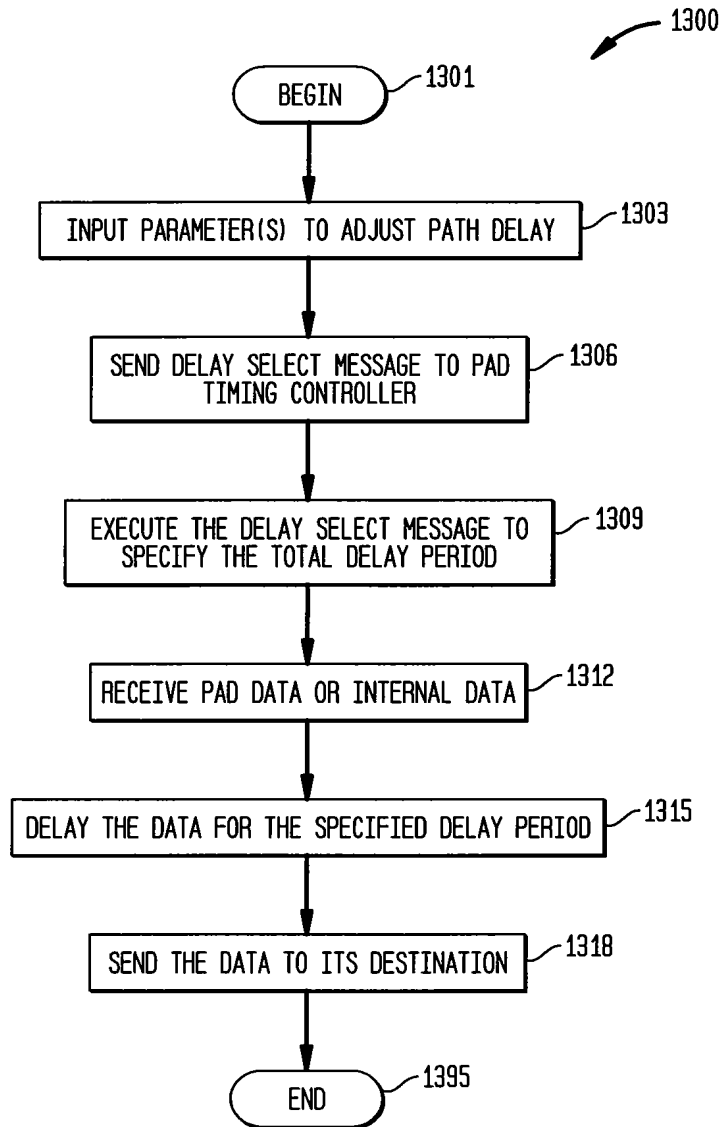 1300
BEGIN
1301
INPUT PARAMETER(S) TO ADJUST PATH DELAY
1303
SEND DELAY SELECT MESSAGE TO PAD
TIMING CONTROLLER
1306
EXECUTE THE DELAY SELECT MESSAGE TO
SPECIFY THE TOTAL DELAY PERIOD
1309
RECEIVE PAD DATA OR INTERNAL DATA
1312
DELAY THE DATA FOR THE SPECIFIED DELAY PERIOD
1315
SEND THE DATA TO ITS DESTINATION
1318
END
1395